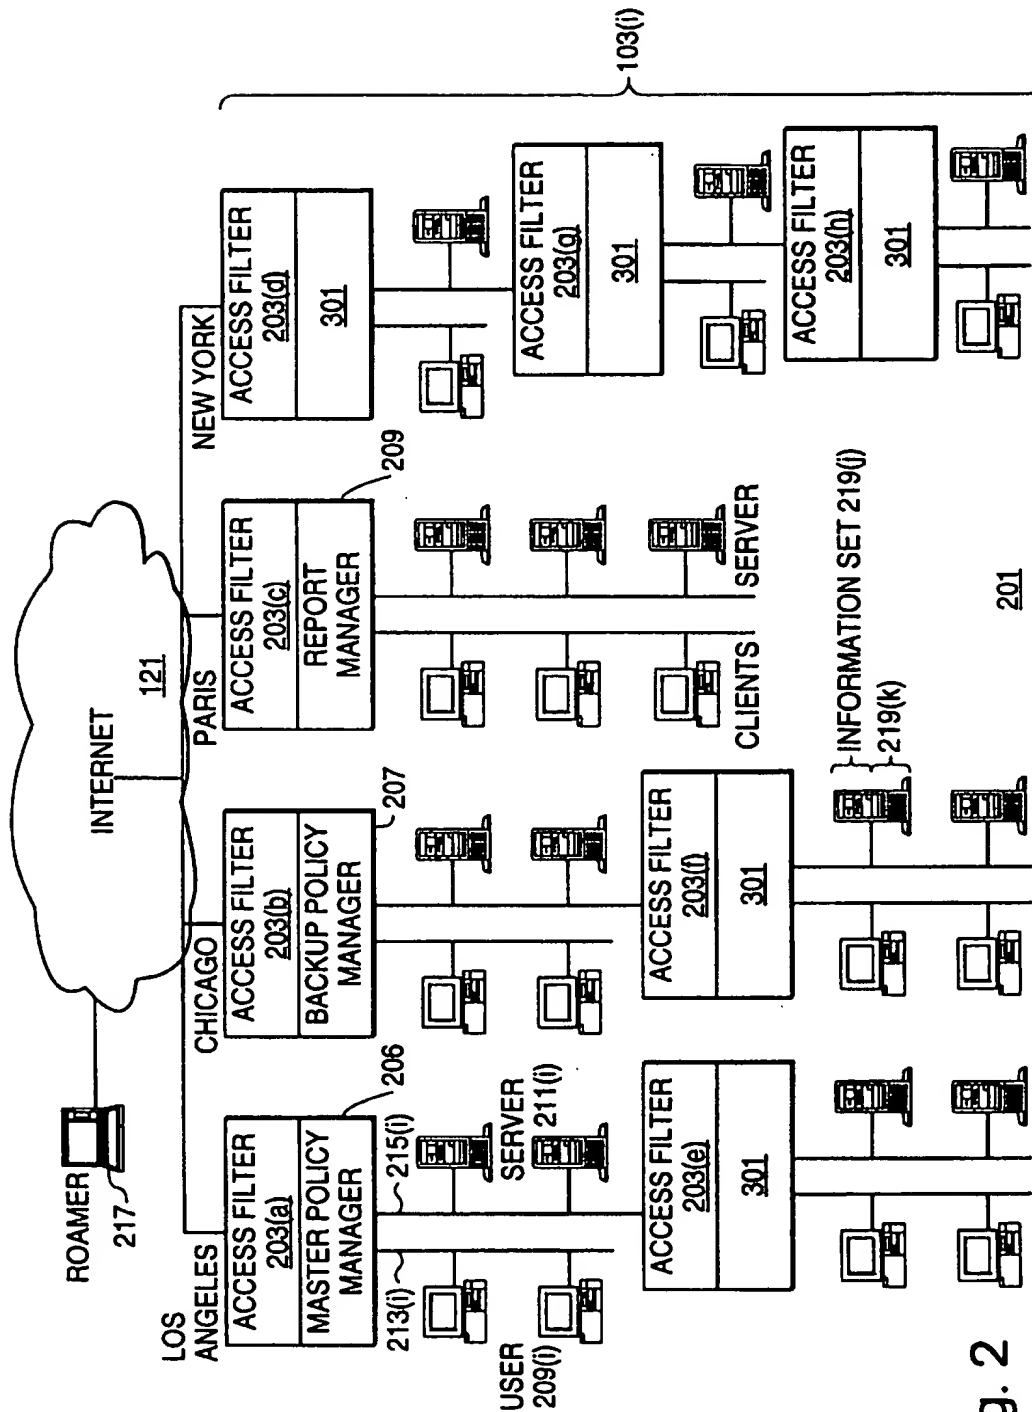 ROAMER
217
INTERNET
121
LOS
ANGELES
CHICAGO
PARIS
NEW YORK
ACCESS FILTER
203(a)
MASTER POLICY
MANAGER
206
ACCESS FILTER
203(b)
BACKUP POLICY
MANAGER
207
ACCESS FILTER
203(c)
REPORT
MANAGER
209
ACCESS FILTER
203(d)
301
103(i)
213(i)
215(i)
USER
209(i)
SERVER
211(i)
CLIENTS
SERVER
ACCESS FILTER
203(g)
301
ACCESS FILTER
203(e)
301
ACCESS FILTER
203(f)
301
ACCESS FILTER
203(h)
301
INFORMATION SET 219(j)
219(k)
201
g. 2